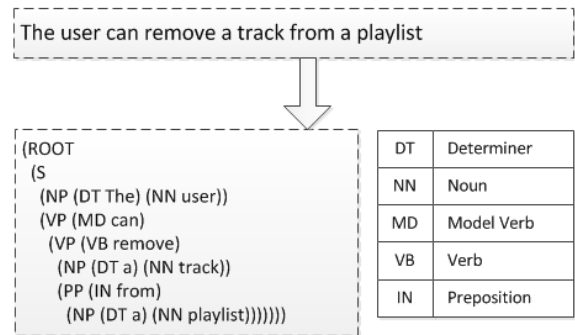 The user can remove a track from a playlist
(ROOT
(S
(NP (DT The) (NN user))
(VP (MD can)
(VP (VB remove)
(NP (DT a) (NN track))
(PP (IN from)
(NP (DT a) (NN playlist)))))))
DT Determiner
NN Noun
MD Model Verb
VB Verb
IN Preposition